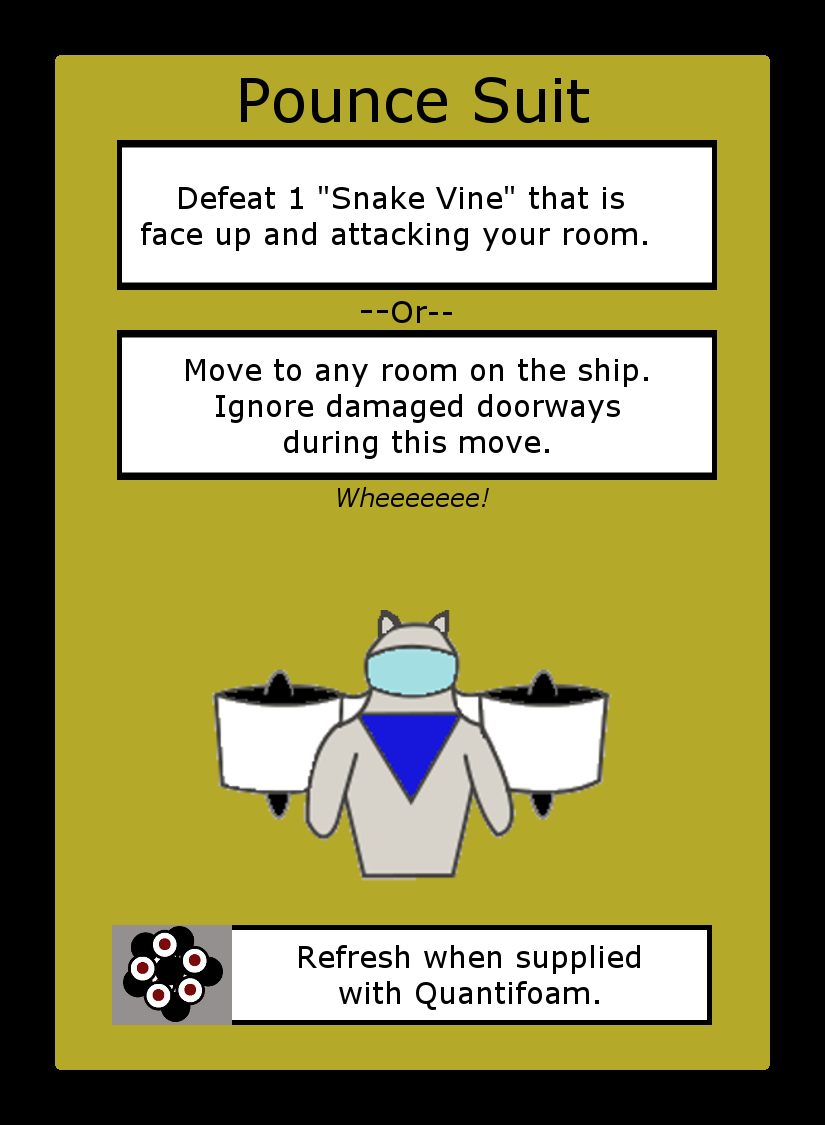 Pounce Suit
Defeat 1 "Snake Vine" that is
face up and attacking your room.
--Or--
Move to any room on the ship.
Ignore damaged doorways
during this move.
Wheeeeeee!
Refresh when supplied
with Quantifoam.